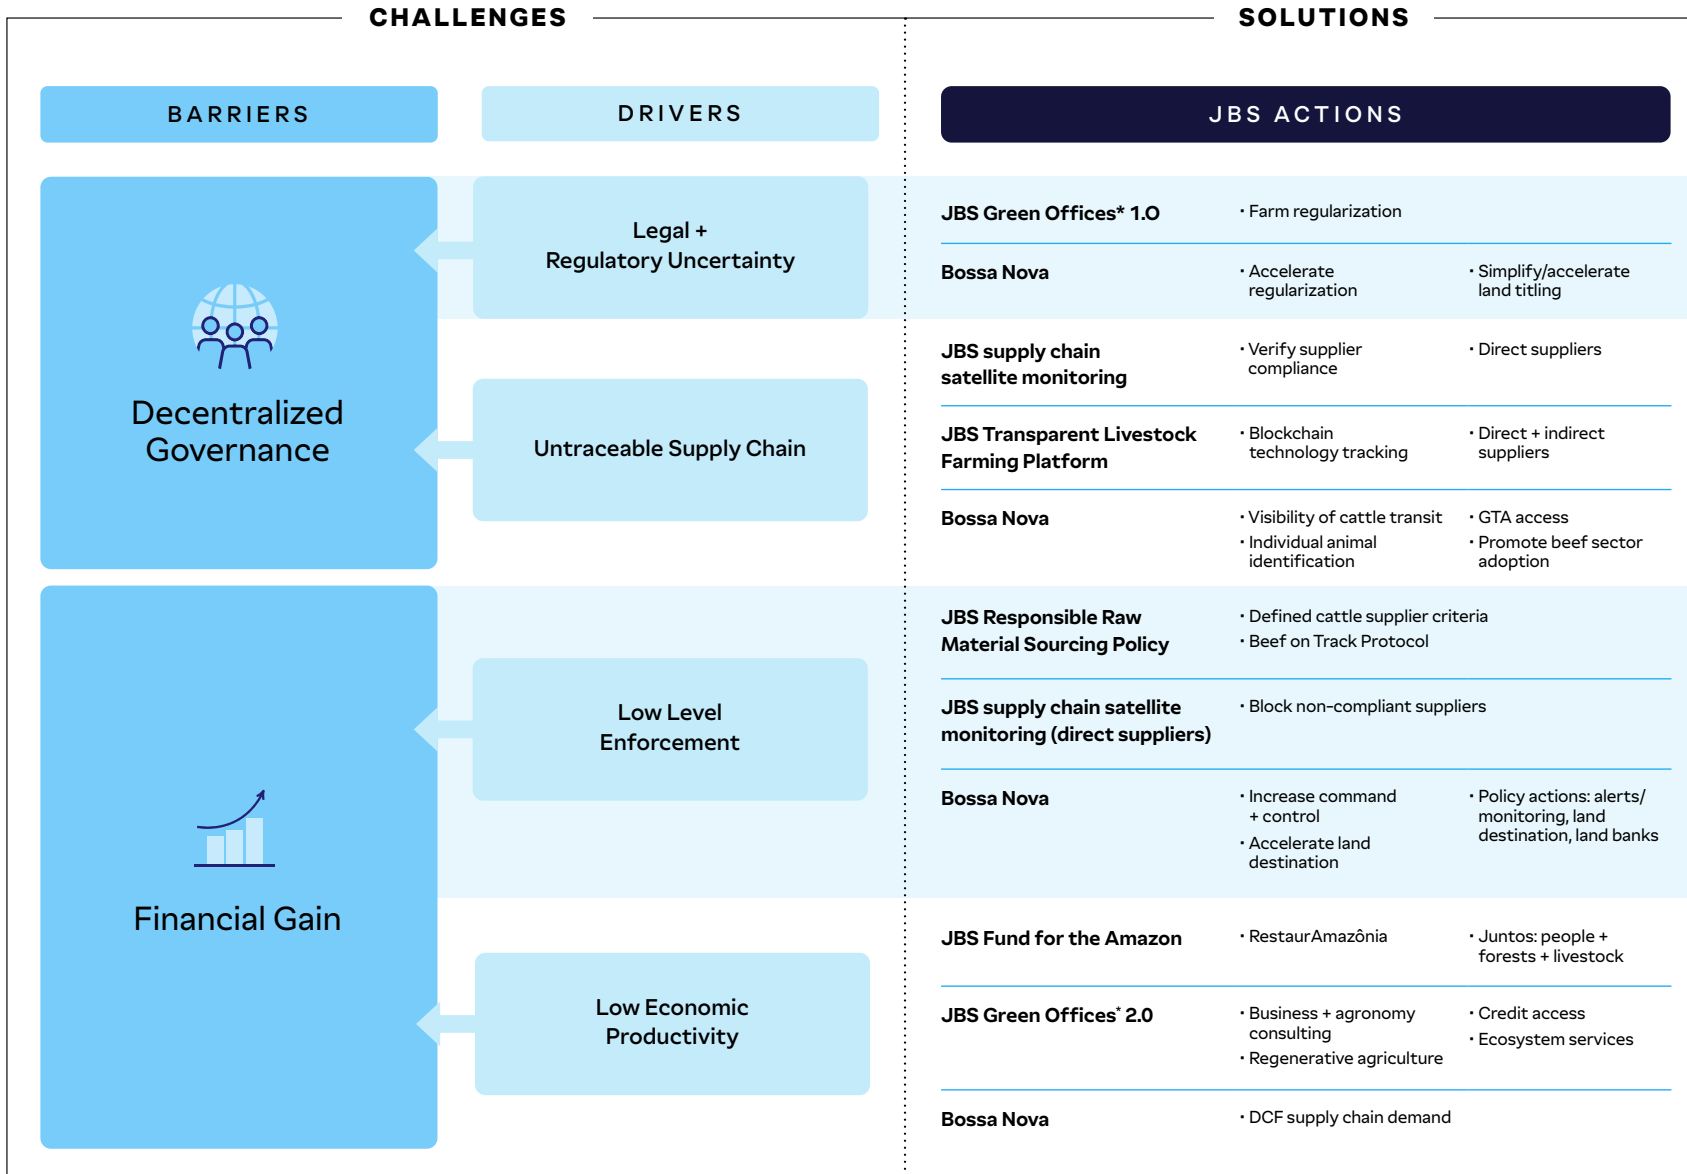 CHALLENGES
SOLUTIONS
BARRIERS
DRIVERS
JBS ACTIONS
Decentralized
Governance
Legal +
Regulatory Uncertainty
JBS Green Offices* 1.0
· Farm regularization
Bossa Nova
· Accelerate
regularization
· Simplify/accelerate
land titling
Untraceable Supply Chain
JBS supply chain
satellite monitoring
· Verify supplier
compliance
· Direct suppliers
JBS Transparent Livestock
Farming Platform
· Blockchain
technology tracking
· Direct + indirect
suppliers
Bossa Nova
· Visibility of cattle transit
· Individual animal
identification
· GTA access
· Promote beef sector
adoption
Financial Gain
Low Level
Enforcement
JBS Responsible Raw
Material Sourcing Policy
· Defined cattle supplier criteria
· Beef on Track Protocol
JBS supply chain satellite
monitoring (direct suppliers)
· Block non-compliant suppliers
Bossa Nova
· Increase command
+ control
· Accelerate land
destination
· Policy actions: alerts/
monitoring, land
destination, land banks
Low Economic
Productivity
JBS Fund for the Amazon
· RestaurAmazônia
· Juntos: people +
forests + livestock
JBS Green Offices* 2.0
· Business + agronomy
consulting
· Regenerative agriculture
· Credit access
· Ecosystem services
Bossa Nova
· DCF supply chain demand